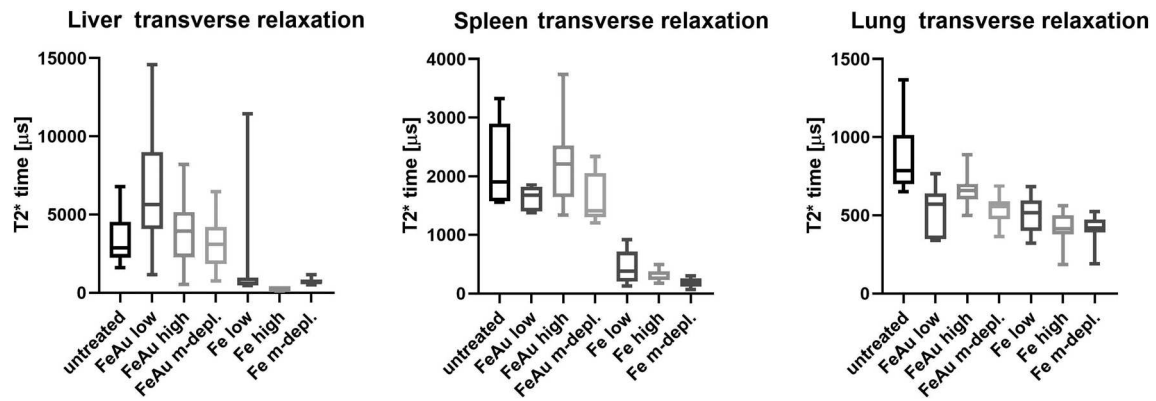 Liver transverse relaxation
T2* time [µs]
15000
10000
5000
0
untreated
FeAu low
FeAu high
FeAu m-depl.
Fe low
Fe high
Fe m-depl.
Spleen transverse relaxation
T2* time [µs]
4000
3000
2000
1000
0
untreated
FeAu low
FeAu high
FeAu m-depl.
Fe low
Fe high
Fe m-depl.
Lung transverse relaxation
T2* time [µs]
1500
1000
500
0
untreated
FeAu low
FeAu high
FeAu m-depl.
Fe low
Fe high
Fe m-depl.